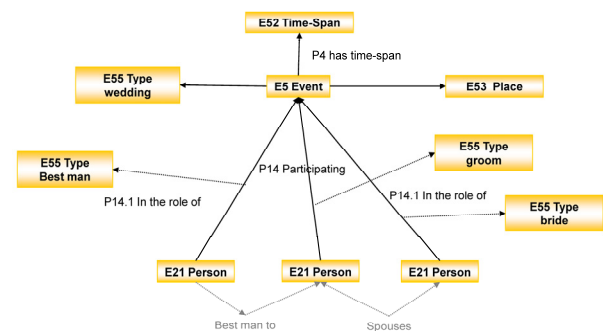 E52 Time-Span
P4 has time-span
E55 Type
wedding
E5 Event
E53 Place
E55 Type
Best man
P14 Participating
E55 Type
groom
P14.1 In the role of
P14.1 In the role of
E55 Type
bride
E21 Person
E21 Person
E21 Person
Best man to
Spouses